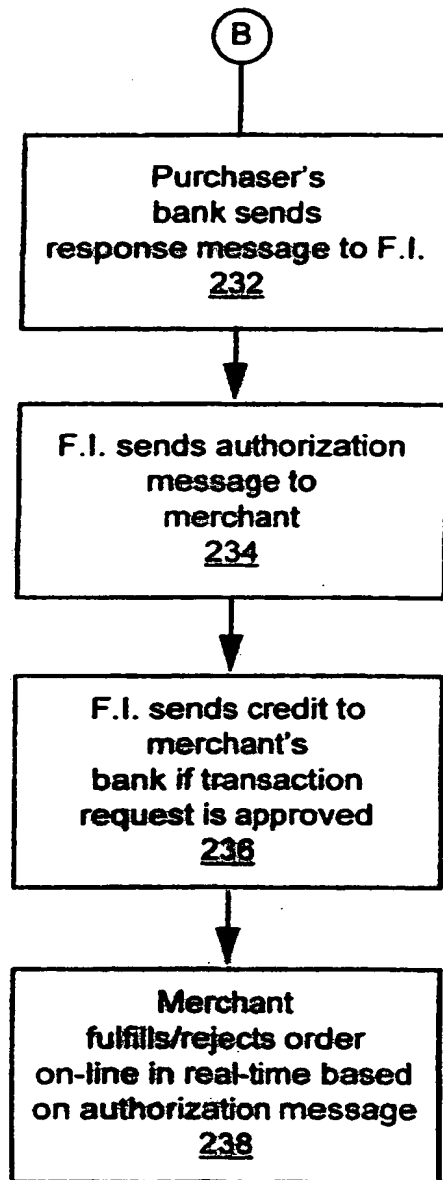 B
Purchaser's
bank sends
response message to F.I.
232
F.I. sends authorization
message to
merchant
234
F.I. sends credit to
merchant's
bank if transaction
request is approved
236
Merchant
fulfills/rejects order
on-line in real-time based
on authorization message
238